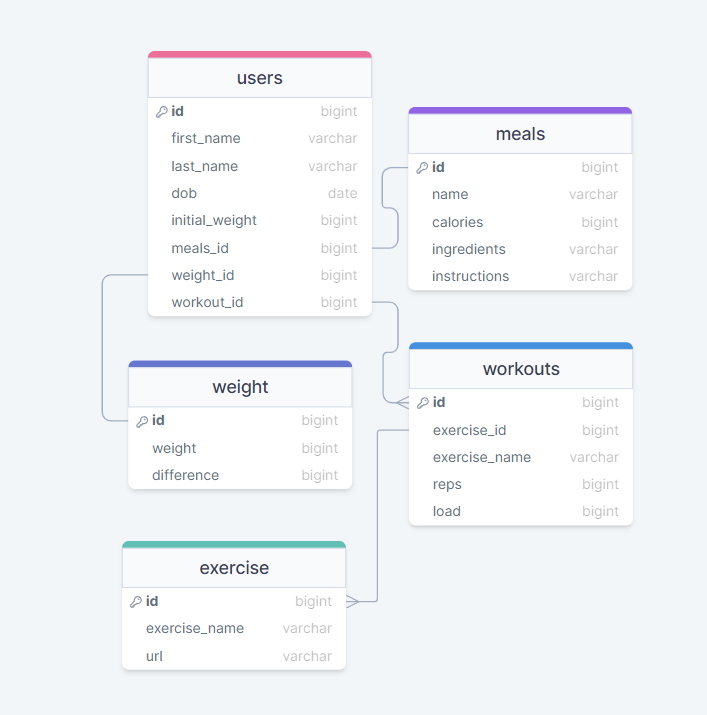 users
id bigint
first_name varchar
last_name varchar
dob date
initial_weight bigint
meals_id bigint
weight_id bigint
workout_id bigint
meals
id bigint
name varchar
calories bigint
ingredients varchar
instructions varchar
weight
id bigint
weight bigint
difference bigint
workouts
id bigint
exercise_id bigint
exercise_name varchar
reps bigint
load bigint
exercise
id bigint
exercise_name varchar
url varchar